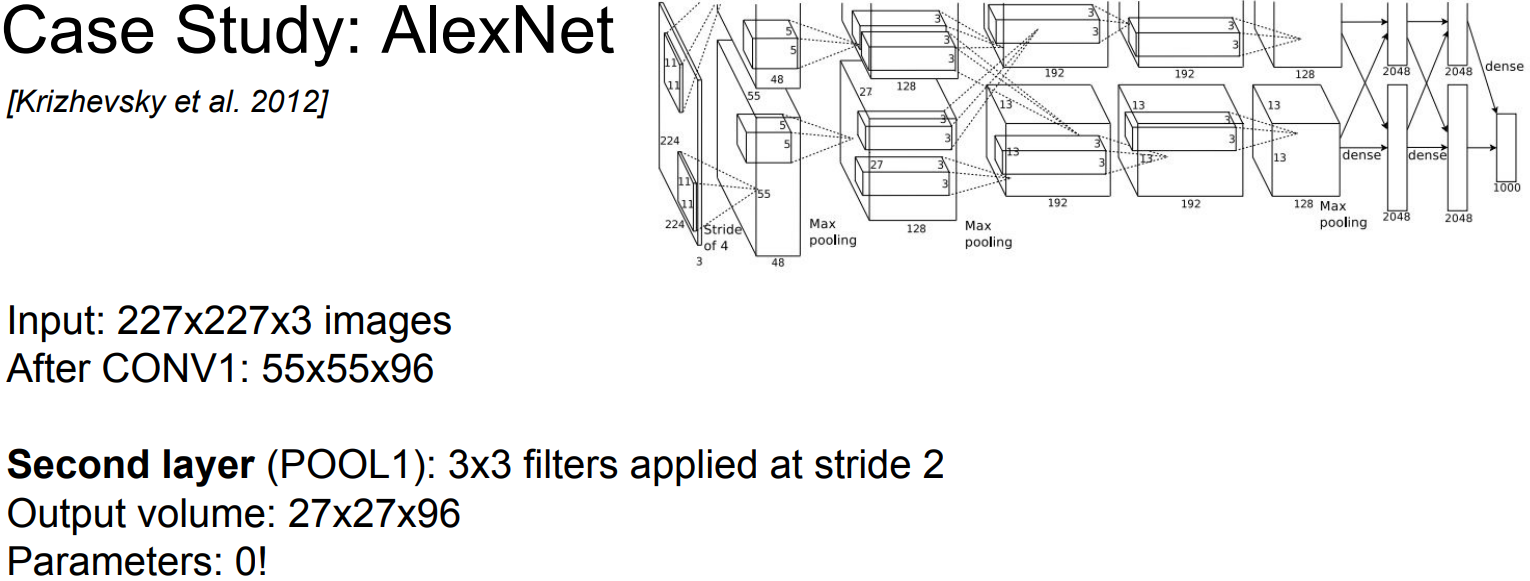 Case Study: AlexNet
[Krizhevsky et al. 2012]
11
11
224
11
11
224
3
Stride
of 4
5
5
48
55
5
5
55
48
Max
pooling
3
3
3
128
27
3
3
27
3
3
128
Max
pooling
3
3
192
13
3
3
13
192
3
3
192
13
3
3
13
192
128
13
13
128
Max
pooling
2048
2048
dense
dense
dense
2048
2048
1000
Input: 227x227x3 images
After CONV1: 55x55x96
Second layer (POOL1): 3x3 filters applied at stride 2
Output volume: 27x27x96
Parameters: 0!